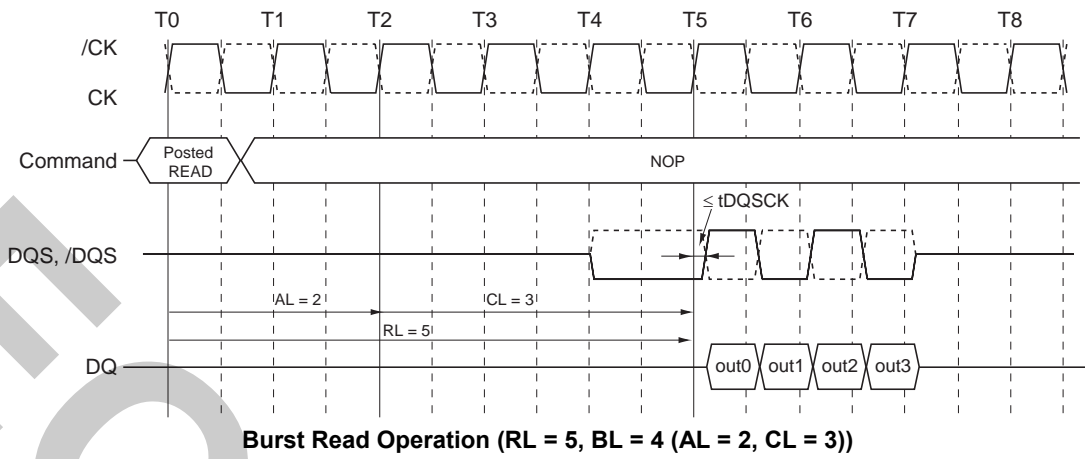 T0 T1 T2 T3 T4 T5 T6 T7 T8
/CK
CK
Command
Posted
READ
NOP
≤ tDQSCK
DQS, /DQS
AL = 2
CL = 3
RL = 5
DQ
out0 out1 out2 out3
Burst Read Operation (RL = 5, BL = 4 (AL = 2, CL = 3))